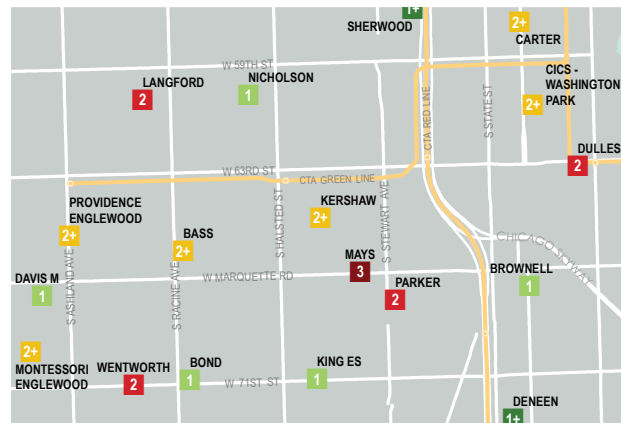 1+
SHERWOOD
2+
CARTER
W 59TH ST
LANGFORD
2
NICHOLSON
1
CICS -
WASHINGTON
PARK
2+
CTA RED LINE
S STATE ST
DULLES
2
W 63RD ST
CTA GREEN LINE
PROVIDENCE
ENGLEWOOD
2+
BASS
2+
KERSHAW
2+
S HALSTED ST
S STEWART AVE
MAYS
3
CHICAGO SKYWAY
DAVIS M
1
S ASHLAND AVE
S RACINE AVE
W MARQUETTE RD
PARKER
2
BROWNELL
1
2+
MONTESSORI
ENGLEWOOD
WENTWORTH
2
BOND
1
W 71ST ST
KING ES
1
DENEEN
1+